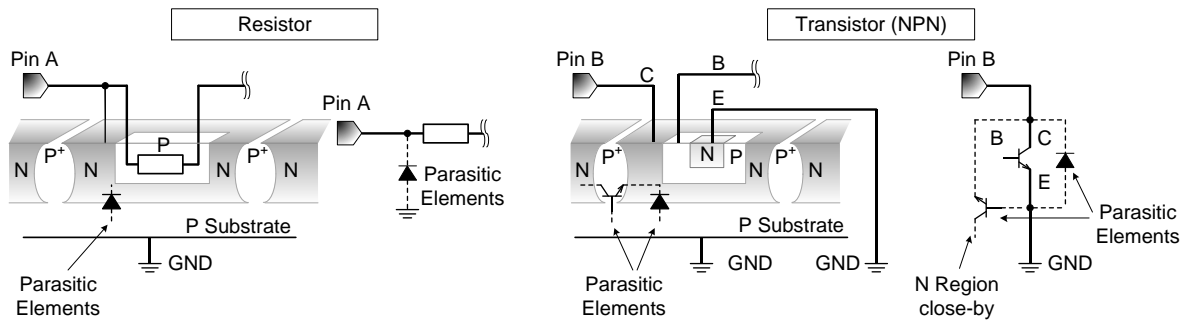 Resistor
Transistor (NPN)
Pin A
Pin B
C
B
E
Pin B
Pin A
N
P+
N
P
N
P+
N
Parasitic
Elements
N
P+
N
N
P
P+
N
N
B
C
E
P Substrate
GND
Parasitic
Elements
P Substrate
GND
GND
Parasitic
Elements
GND
Parasitic
Elements
N Region
close-by